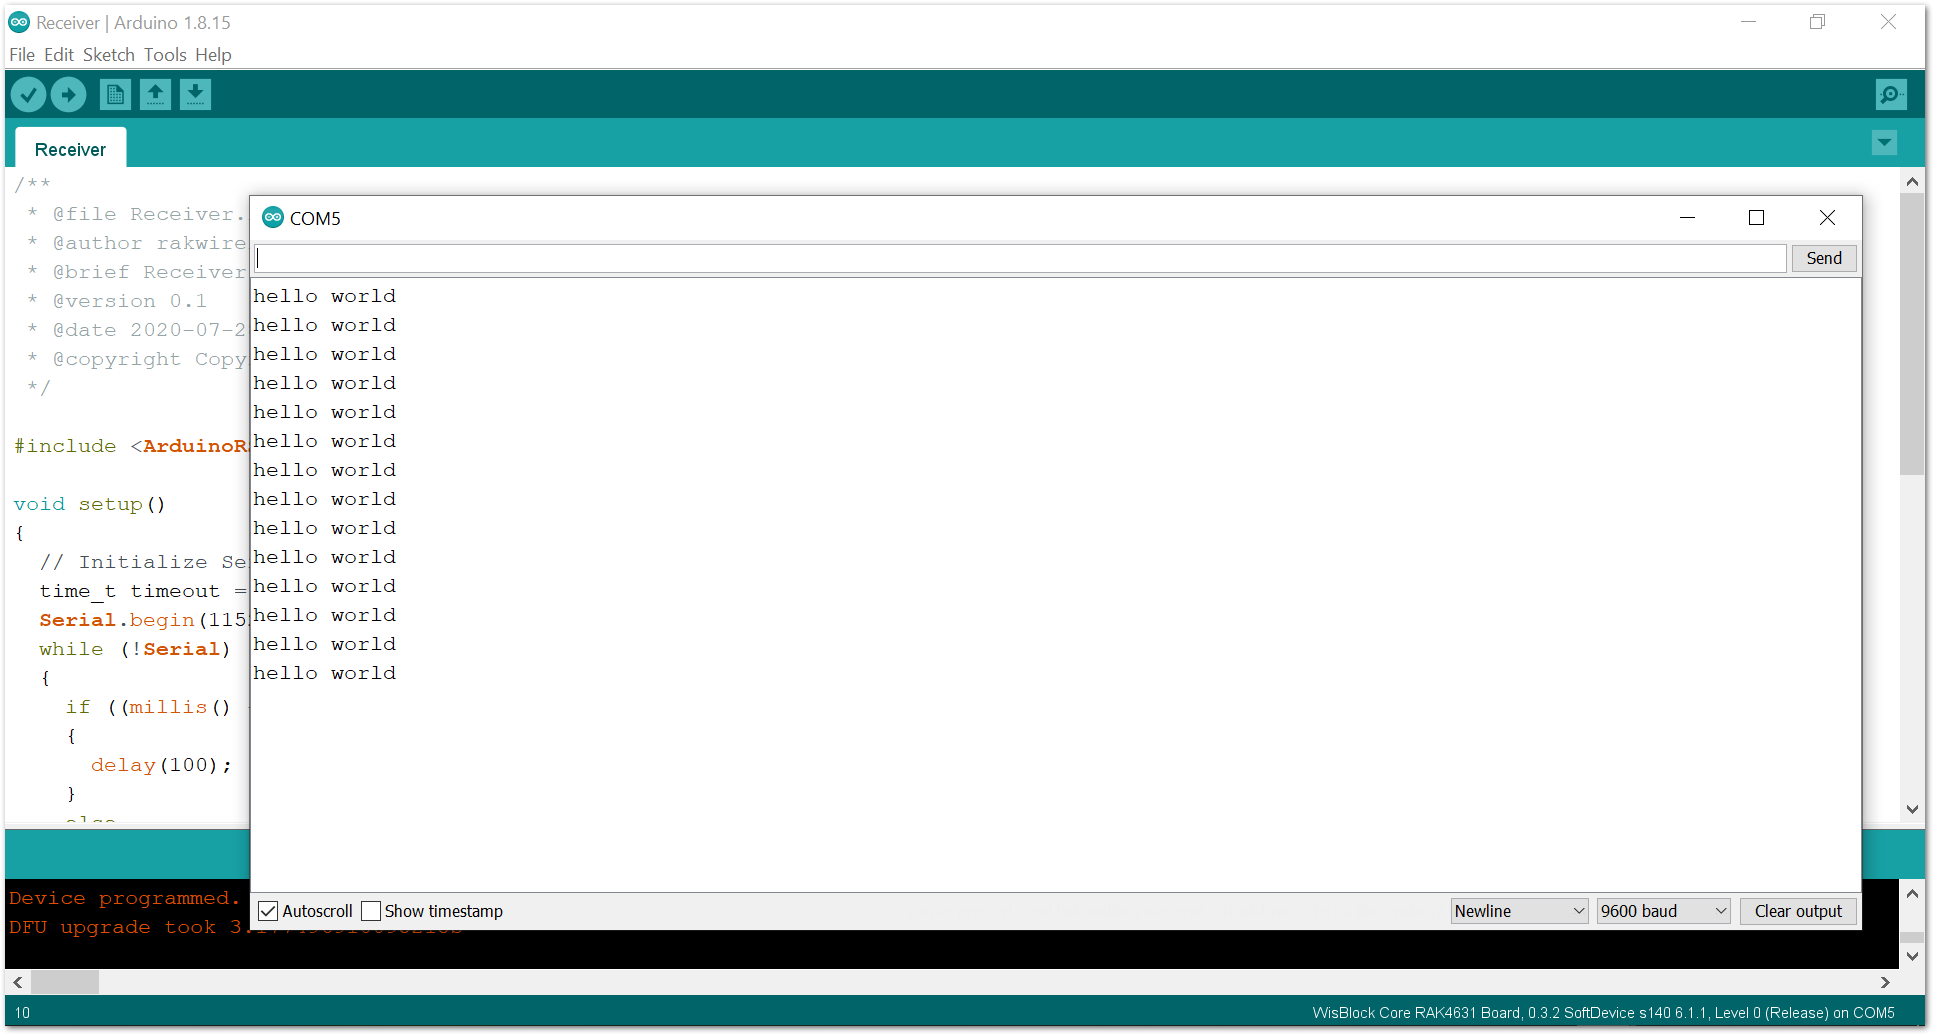 Receiver | Arduino 1.8.15
File Edit Sketch Tools Help
Receiver
/**
* @file Receiver.
* @author rakwire
* @brief Receiver
* @version 0.1
* @date 2020-07-2
* @copyright Copy
*/
#include <ArduinoR
void setup()
{
// Initialize Se
time_t timeout =
Serial.begin(115
while (!Serial)
{
if ((millis()
{
delay(100);
}
else
COM5
Send
hello world
hello world
hello world
hello world
hello world
hello world
hello world
hello world
hello world
hello world
hello world
hello world
hello world
hello world
Autoscroll Show timestamp Newline 9600 baud Clear output
Device programmed.
DFU upgrade took
10 WisBlock Core RAK4631 Board, 0.3.2 SoftDevice s140 6.1.1, Level 0 (Release) on COM5